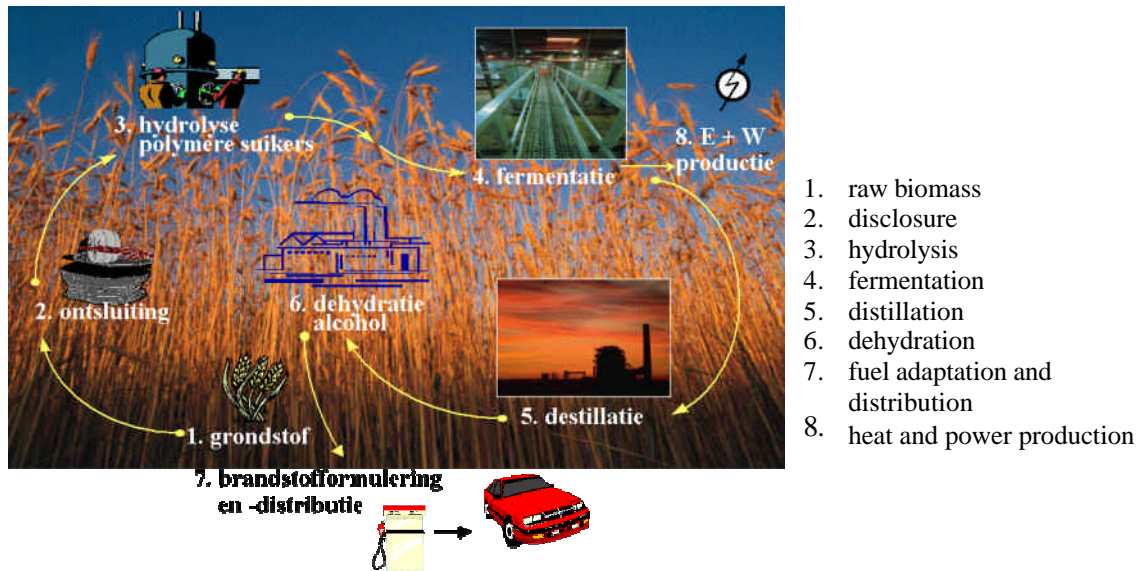 3. hydrolyse
polymere suikers
4. fermentatie
8. E + W
productie
2. ontsluiting
6. dehydratie
alcohol
1. grondstof
5. destillatie
7. brandstofformulering
en -distributie
1. raw biomass
2. disclosure
3. hydrolysis
4. fermentation
5. distillation
6. dehydration
7. fuel adaptation and
distribution
8. heat and power production